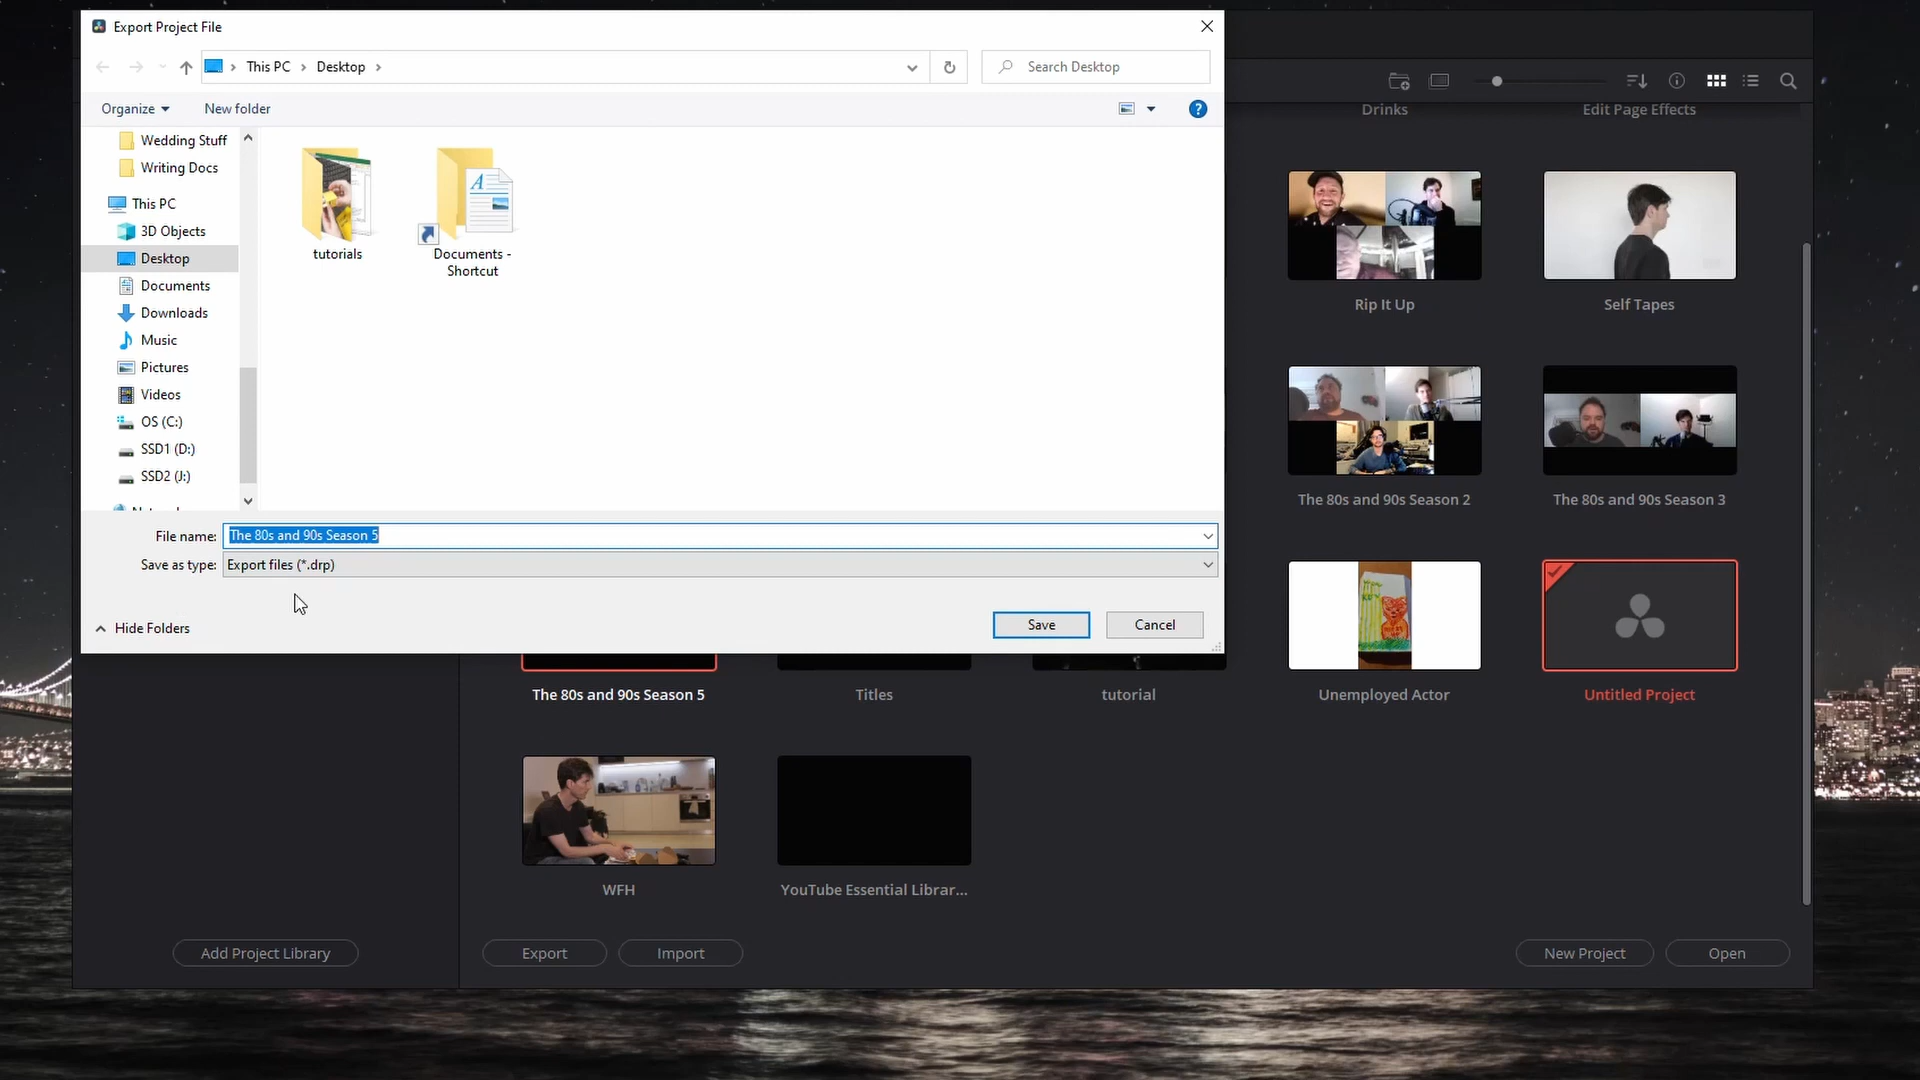 Export Project File
This PC
Desktop
Search Desktop
Organize
New folder
Wedding Stuff
Writing Docs
This PC
3D Objects
Desktop
Documents
Downloads
Music
Pictures
Videos
OS (C:)
SSD1 (D:)
SSD2 (J:)
tutorials
Documents -
Shortcut
File name:
The 80s and 90s Season 5
Save as type:
Export files (*.drp)
Hide Folders
Save
Cancel
Drinks
Edit Page Effects
Rip It Up
Self Tapes
The 80s and 90s Season 2
The 80s and 90s Season 3
The 80s and 90s Season 5
Titles
tutorial
Unemployed Actor
Untitled Project
WFH
YouTube Essential Librar...
Add Project Library
Export
Import
New Project
Open